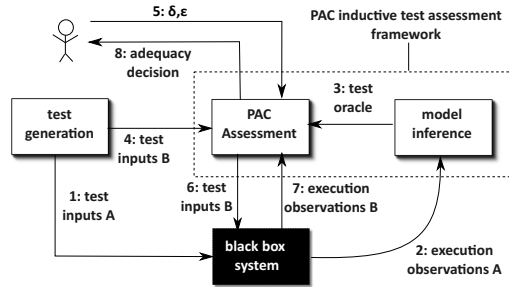 5: δ,ε
PAC inductive test assessment
framework
8: adequacy
decision
3: test
oracle
test
generation
PAC
Assessment
model
inference
4: test
inputs B
1: test
inputs A
6: test
inputs B
7: execution
observations B
black box
system
2: execution
observations A